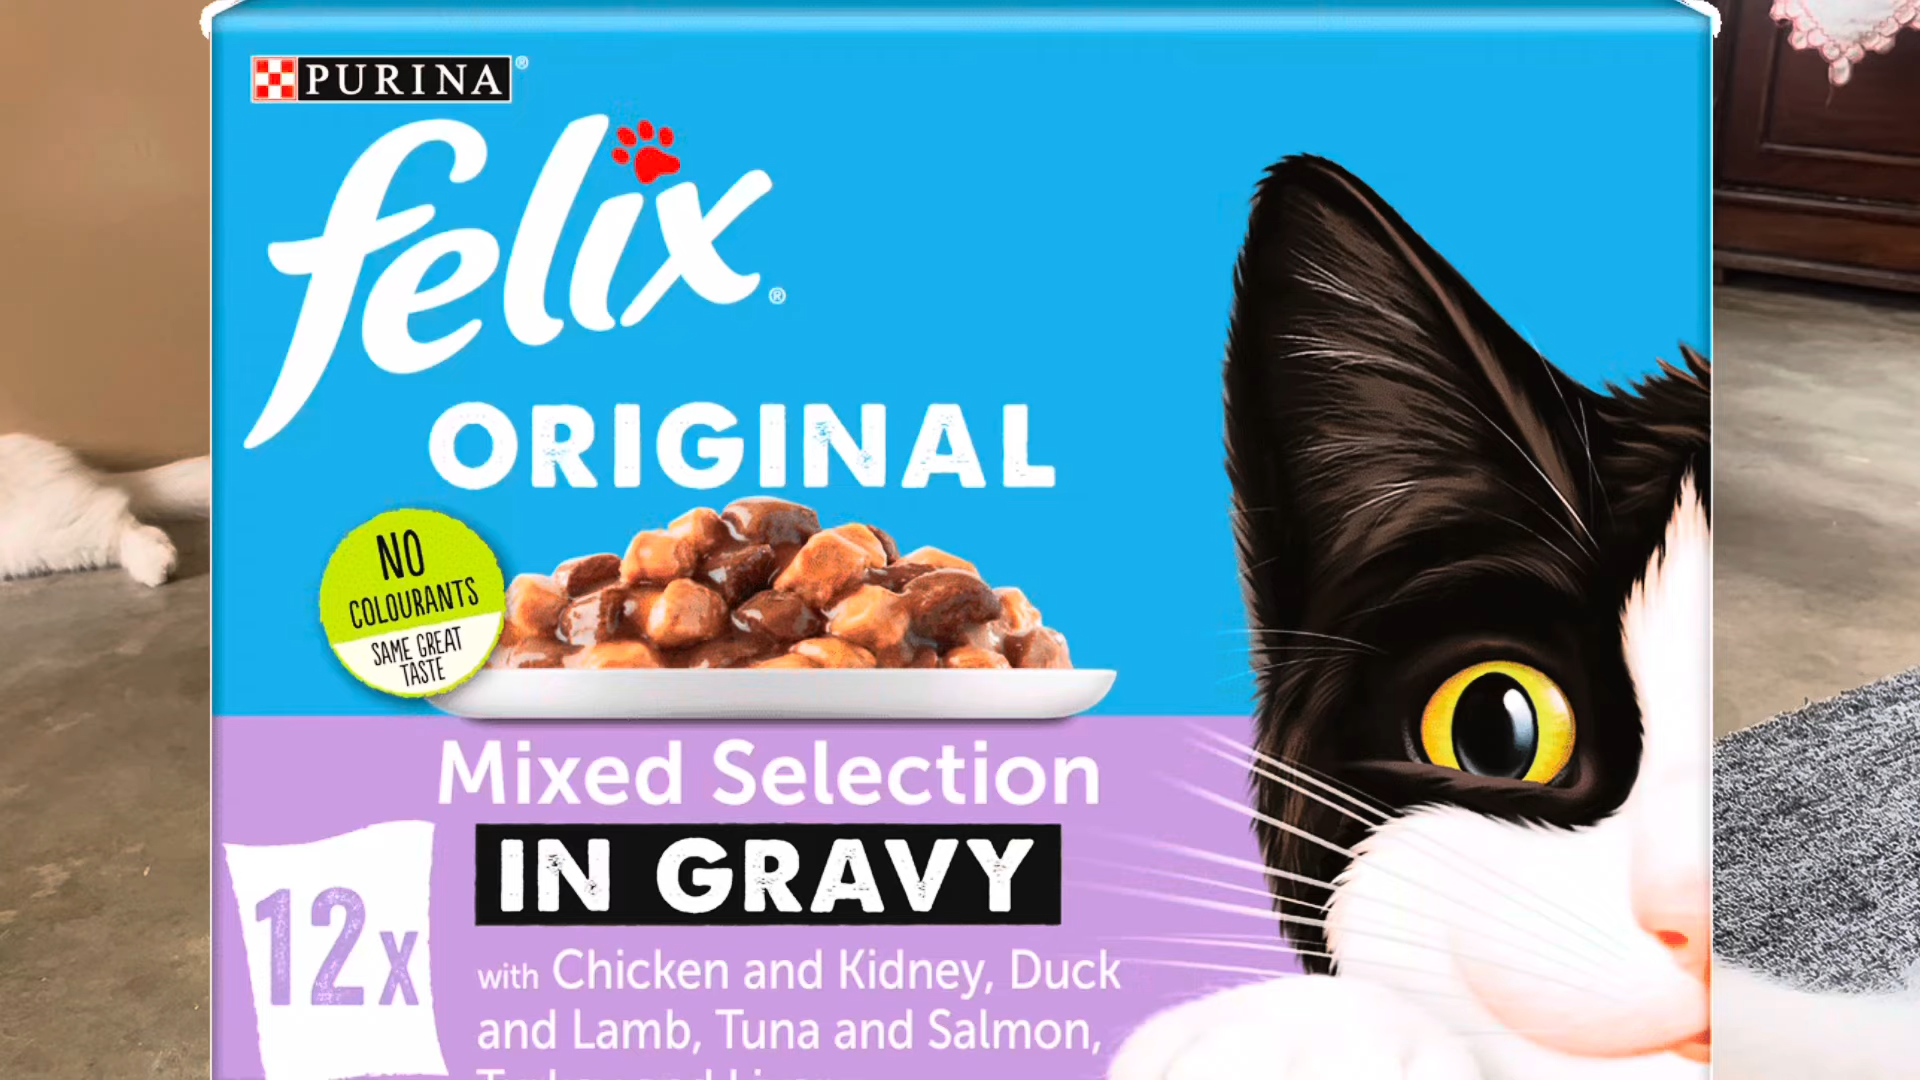 PURINA®
felix®
ORIGINAL
NO
COLOURANTS
SAME GREAT
TASTE
Mixed Selection
IN GRAVY
12x
with Chicken and Kidney, Duck
and Lamb, Tuna and Salmon,